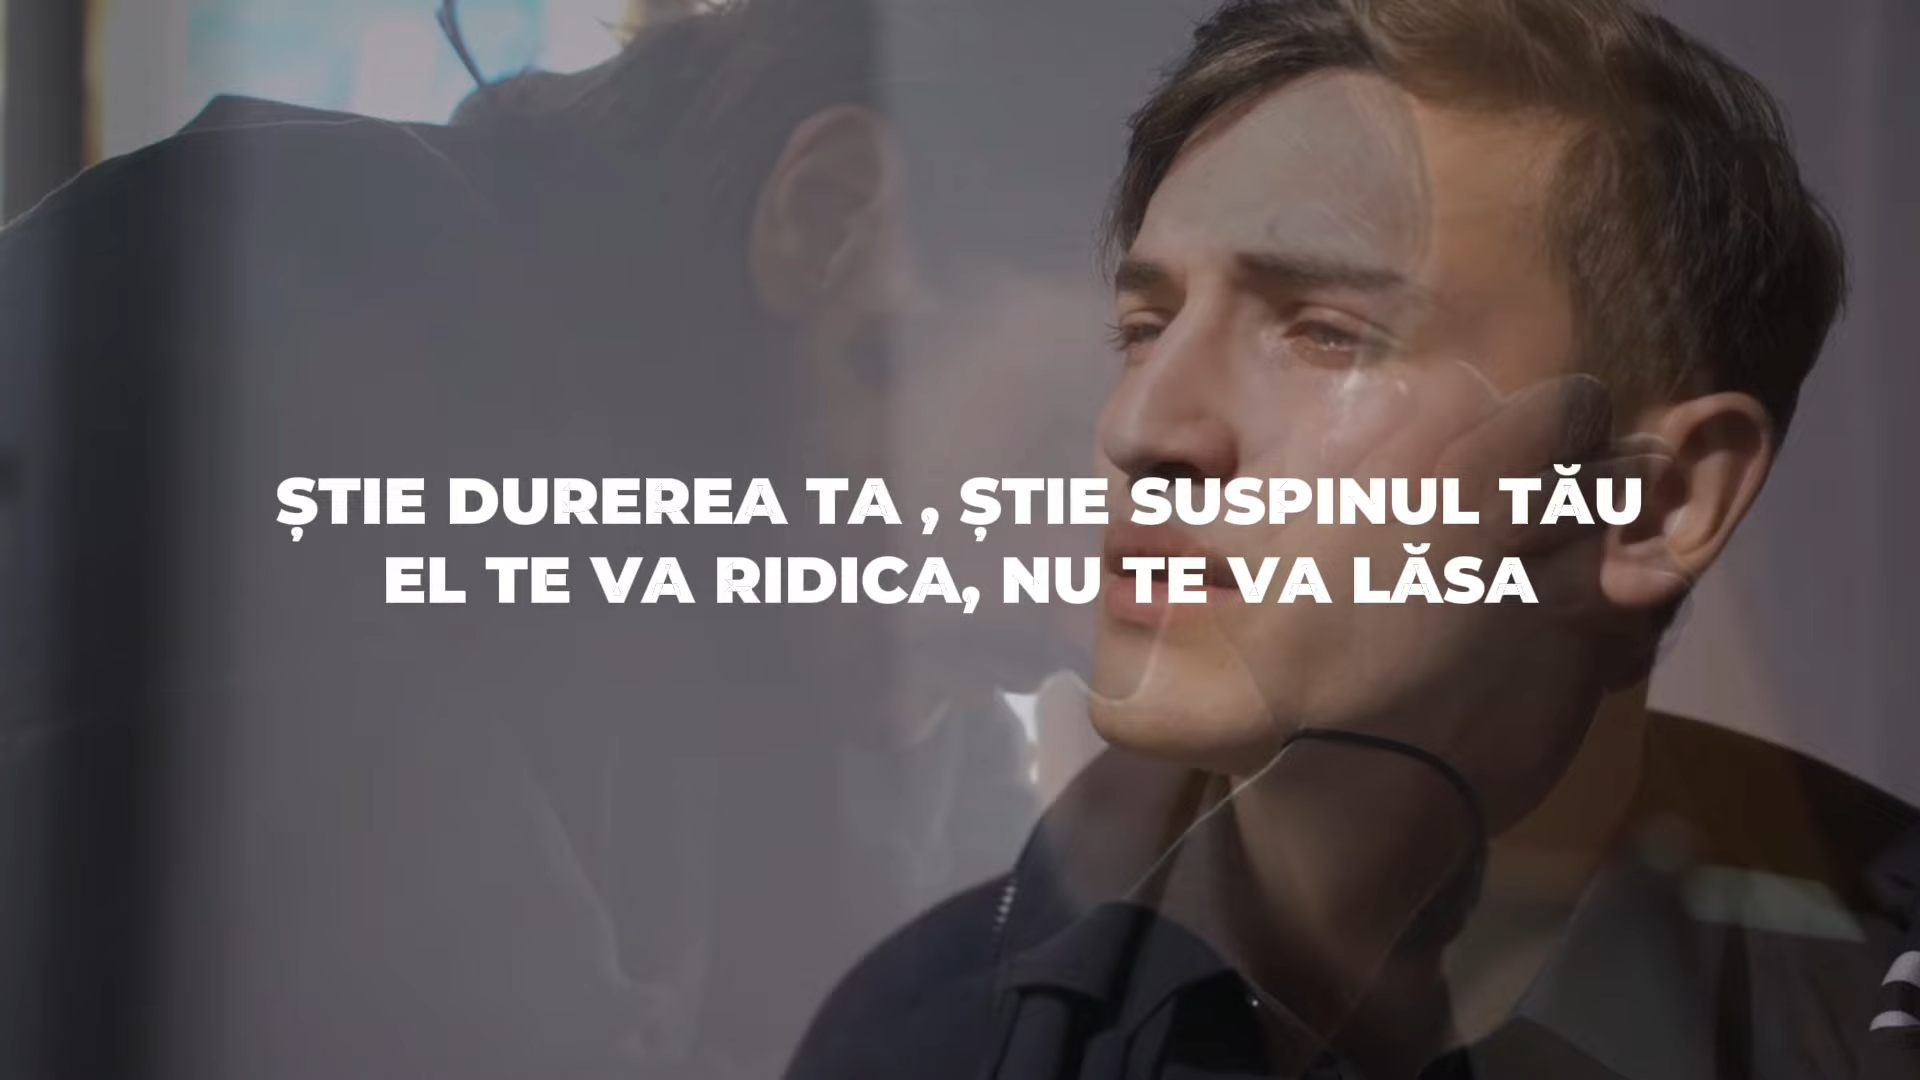 ȘTIE DUREREA TA , ȘTIE SUSPINUL TĂU
EL TE VA RIDICA, NU TE VA LĂSA